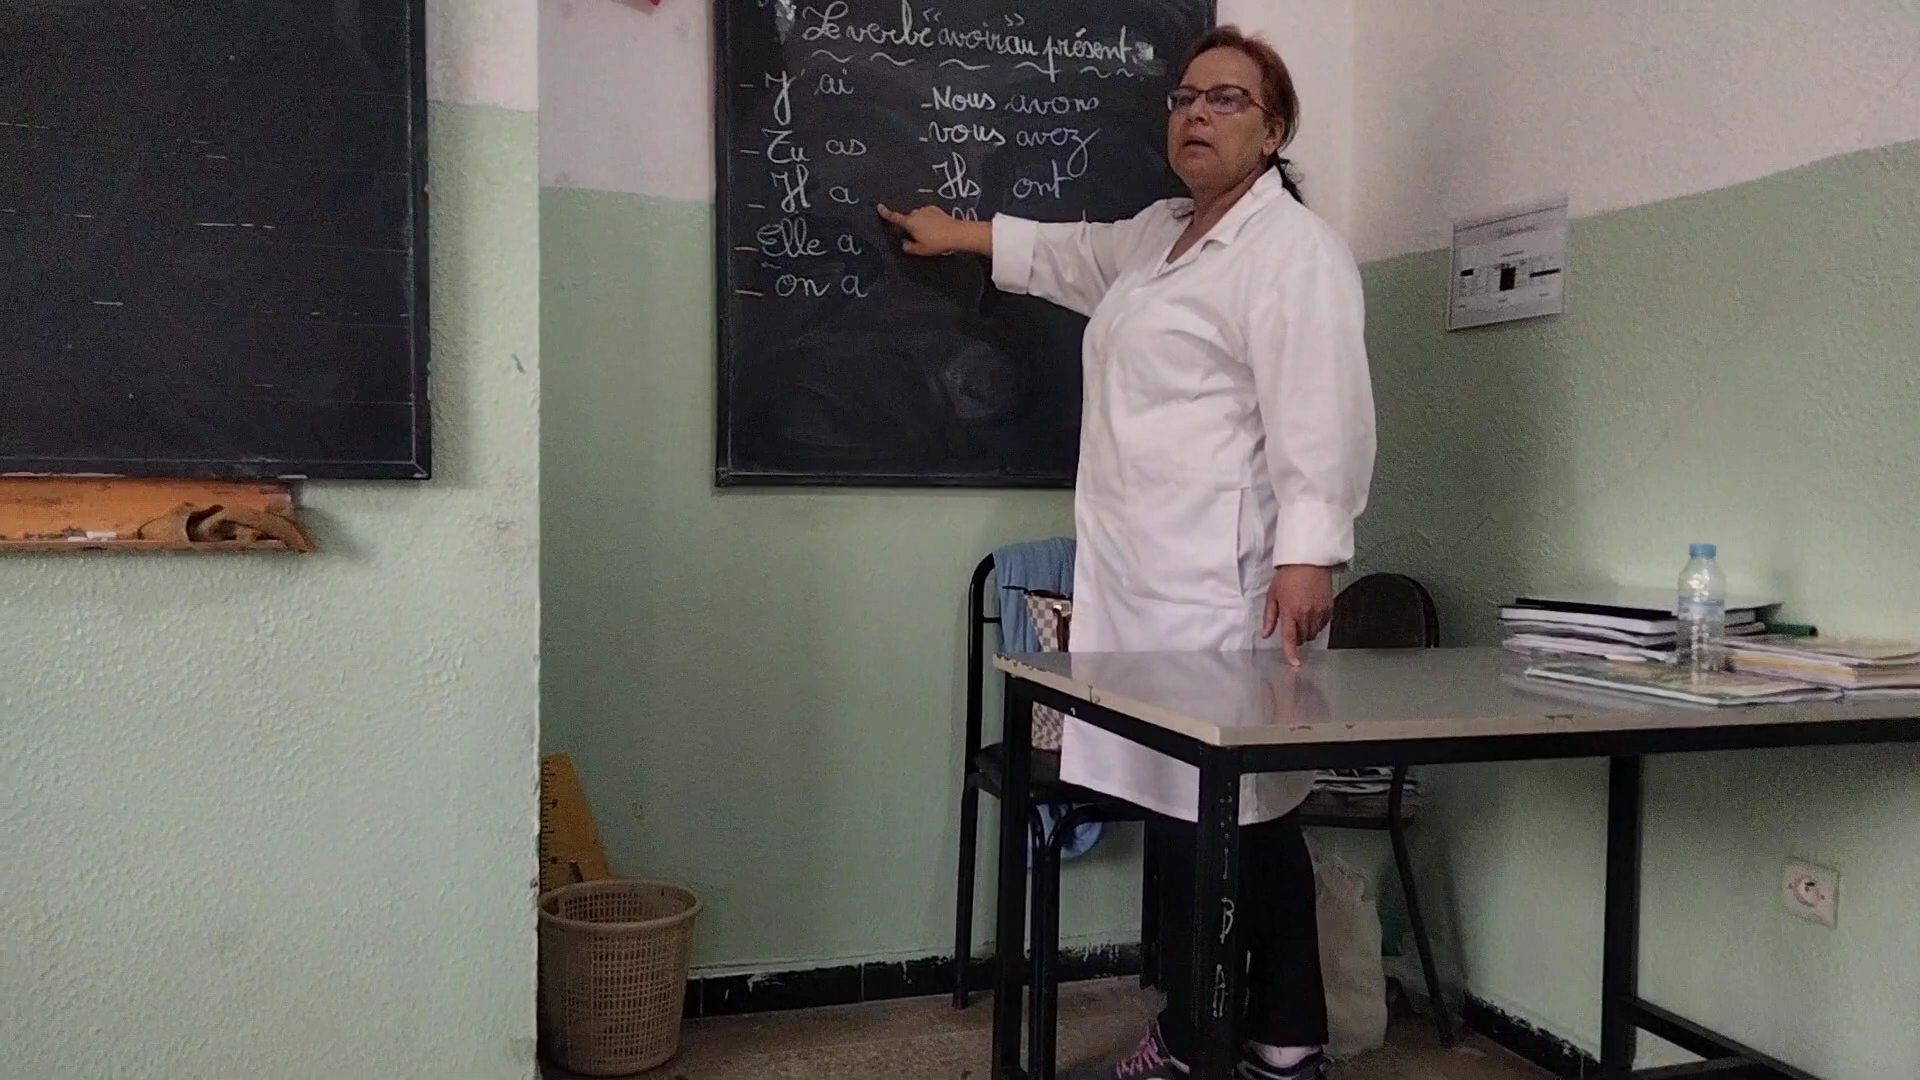 Le verbe "avoir" au présent.
- J'ai
- Tu as
- Il a
- Elle a
- on a
- Nous avons
- vous avez
- Ils ont